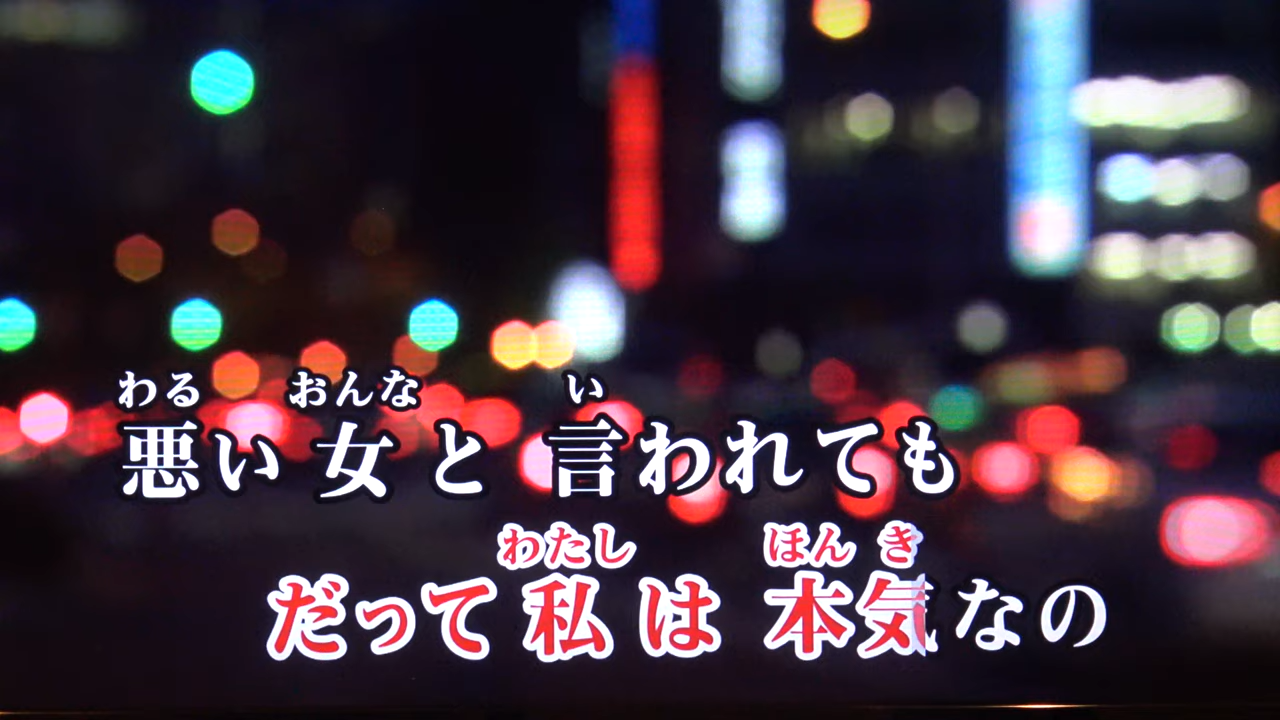 わる おんな い
悪い 女 と 言われても
わたし ほん き
だって 私 は 本気なの